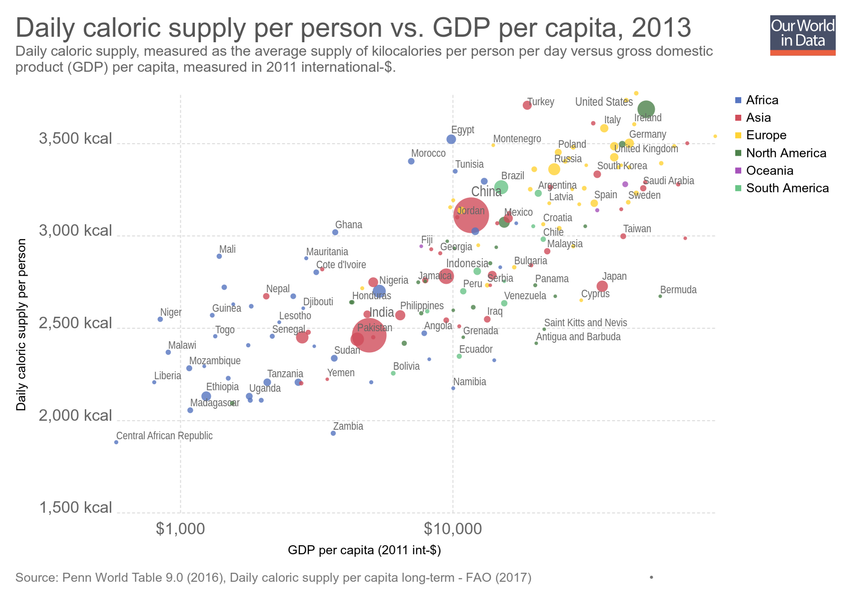 Daily caloric supply per person vs. GDP per capita, 2013
Our World
in Data
Daily caloric supply, measured as the average supply of kilocalories per person per day versus gross domestic
product (GDP) per capita, measured in 2011 international-$.
Africa
Asia
Europe
North America
Oceania
South America
Daily caloric supply per person
3,500 kcal
3,000 kcal
2,500 kcal
2,000 kcal
1,500 kcal
Turkey
United States
Ireland
Italy
Egypt
Montenegro
Germany
Poland
United Kingdom
Morocco
Tunisia
Russia
South Korea
Brazil
Argentina
Saudi Arabia
China
Latvia
Spain
Sweden
Jordan
Mexico
Ghana
Croatia
Chile
Taiwan
Fiji
Georgia
Malaysia
Mali
Mauritania
Cote d'Ivoire
Indonesia
Bulgaria
Nigeria
Jamaica
Serbia
Panama
Japan
Nepal
Peru
Honduras
Venezuela
Cyprus
Bermuda
Djibouti
Niger
Guinea
Lesotho
India
Philippines
Iraq
Togo
Senegal
Pakistan
Angola
Grenada
Saint Kitts and Nevis
Antigua and Barbuda
Malawi
Sudan
Ecuador
Mozambique
Liberia
Tanzania
Yemen
Bolivia
Namibia
Ethiopia
Uganda
Madagascar
Zambia
Central African Republic
$1,000
$10,000
GDP per capita (2011 int-$)
Source: Penn World Table 9.0 (2016), Daily caloric supply per capita long-term - FAO (2017)